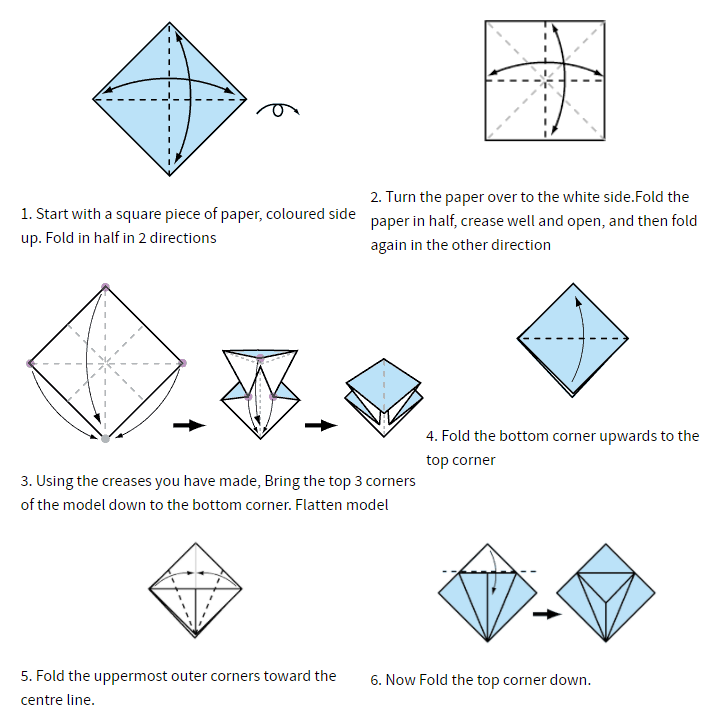 1. Start with a square piece of paper, coloured side
up. Fold in half in 2 directions
2. Turn the paper over to the white side.Fold the
paper in half, crease well and open, and then fold
again in the other direction
3. Using the creases you have made, Bring the top 3 corners
of the model down to the bottom corner. Flatten model
4. Fold the bottom corner upwards to the
top corner
5. Fold the uppermost outer corners toward the
centre line.
6. Now Fold the top corner down.